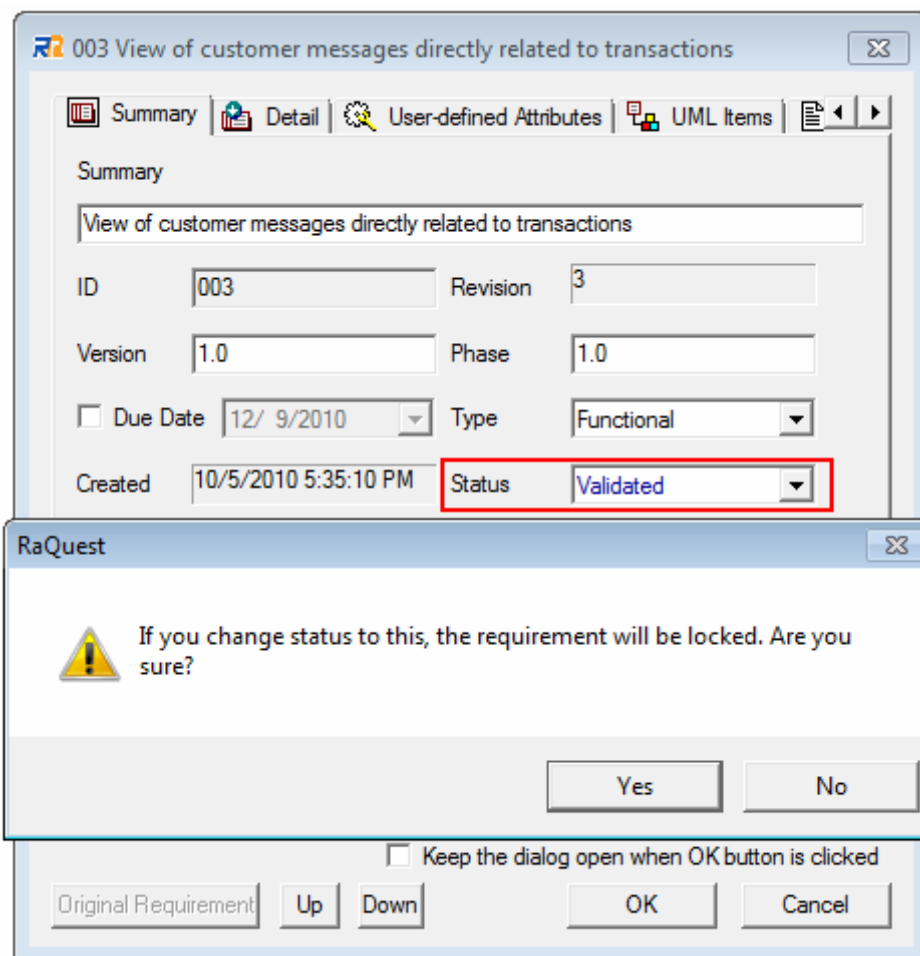 003 View of customer messages directly related to transactions
Summary Detail User-defined Attributes UML Items
Summary
View of customer messages directly related to transactions
ID 003 Revision 3
Version 1.0 Phase 1.0
Due Date 12/ 9/2010 Type Functional
Created 10/5/2010 5:35:10 PM Status Validated
RaQuest
If you change status to this, the requirement will be locked. Are you
sure?
Yes No
Keep the dialog open when OK button is clicked
Original Requirement Up Down OK Cancel